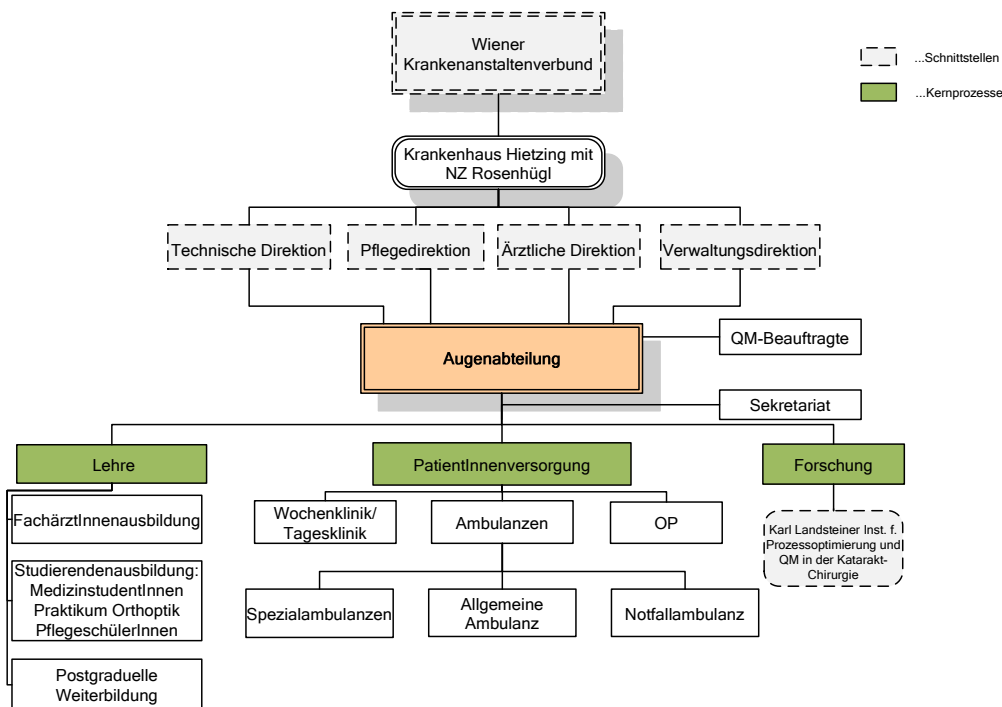 Wiener
Krankenanstaltenverbund
...Schnittstellen
...Kernprozesse
Krankenhaus Hietzing mit
NZ Rosenhügl
Technische Direktion
Pflegedirektion
Ärztliche Direktion
Verwaltungsdirektion
Augenabteilung
QM-Beauftragte
Sekretariat
Lehre
PatientInnenversorgung
Forschung
FachärztInnenausbildung
Studierendenausbildung:
MedizinstudentInnen
Praktikum Orthoptik
PflegeschülerInnen
Postgraduelle
Weiterbildung
Wochenklinik/
Tagesklinik
Ambulanzen
OP
Spezialambulanzen
Allgemeine
Ambulanz
Notfallambulanz
Karl Landsteiner Inst. f.
Prozessoptimierung und
QM in der Katarakt-
Chirurgie